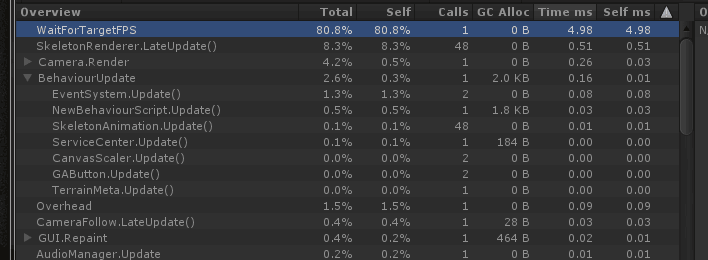 Overview Total Self Calls GC Alloc Time ms Self ms
WaitForTargetFPS 80.8% 80.8% 1 0 B 4.98 4.98
SkeletonRenderer.LateUpdate() 8.3% 8.3% 48 0 B 0.51 0.51
Camera.Render 4.2% 0.5% 1 0 B 0.26 0.03
BehaviourUpdate 2.6% 0.3% 1 2.0 KB 0.16 0.01
EventSystem.Update() 1.3% 1.3% 2 0 B 0.08 0.08
NewBehaviourScript.Update() 0.5% 0.5% 1 1.8 KB 0.03 0.03
SkeletonAnimation.Update() 0.1% 0.1% 48 0 B 0.01 0.01
ServiceCenter.Update() 0.1% 0.1% 1 184 B 0.00 0.00
CanvasScaler.Update() 0.0% 0.0% 2 0 B 0.00 0.00
GAButton.Update() 0.0% 0.0% 2 0 B 0.00 0.00
TerrainMeta.Update() 0.0% 0.0% 1 0 B 0.00 0.00
Overhead 1.5% 1.5% 1 0 B 0.09 0.09
CameraFollow.LateUpdate() 0.4% 0.4% 1 28 B 0.03 0.03
GUI.Repaint 0.4% 0.2% 1 464 B 0.02 0.01
AudioManager.Update 0.2% 0.2% 1 0 B 0.01 0.01